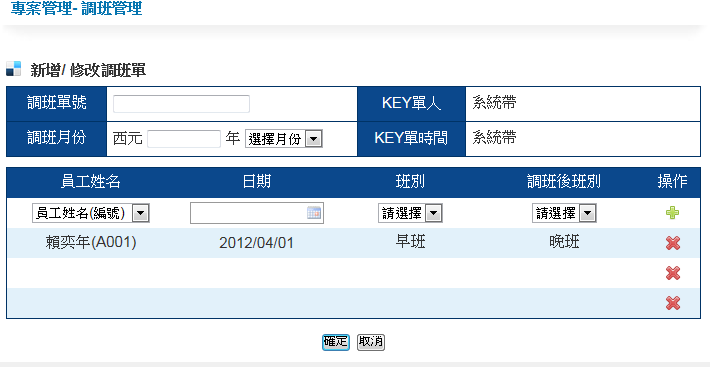 專案管理- 調班管理
新增/ 修改調班單
調班單號 KEY單人 系統帶
調班月份 西元 年 選擇月份 KEY單時間 系統帶
員工姓名 日期 班別 調班後班別 操作
員工姓名(編號) 請選擇 請選擇
賴奕年(A001) 2012/04/01 早班 晚班
確定 取消